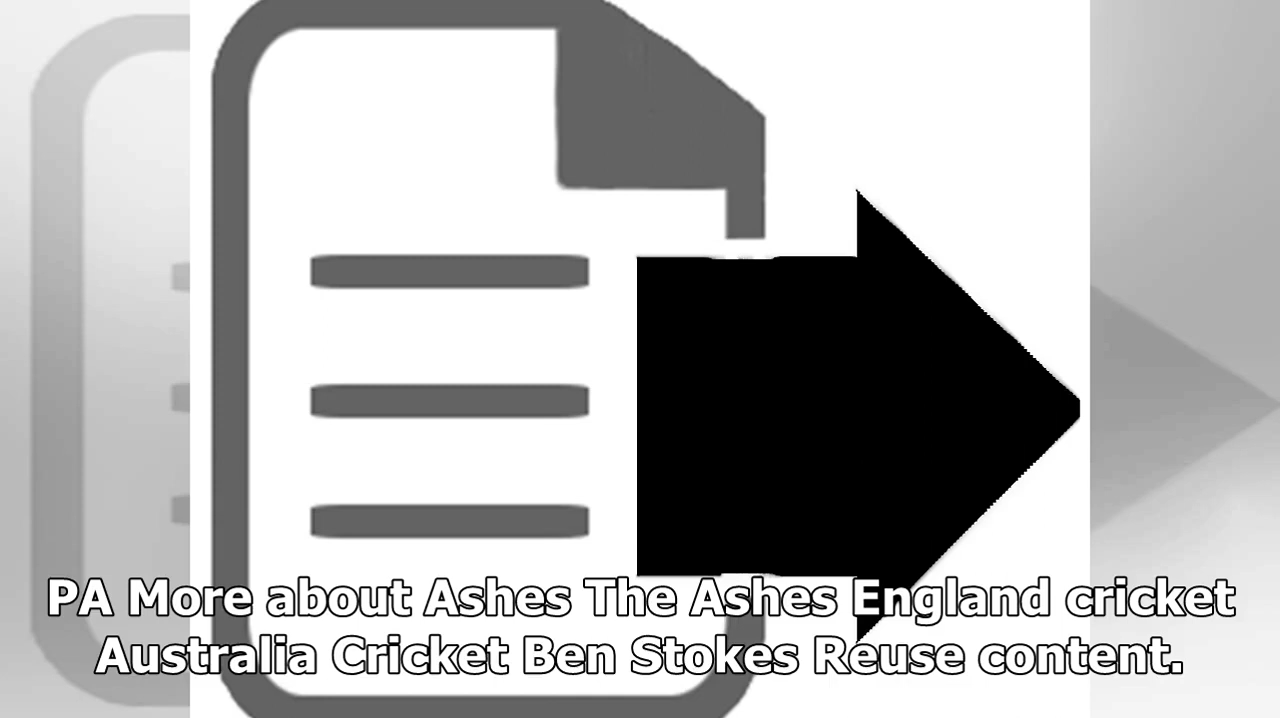 PA More about Ashes The Ashes England cricket
Australia Cricket Ben Stokes Reuse content.